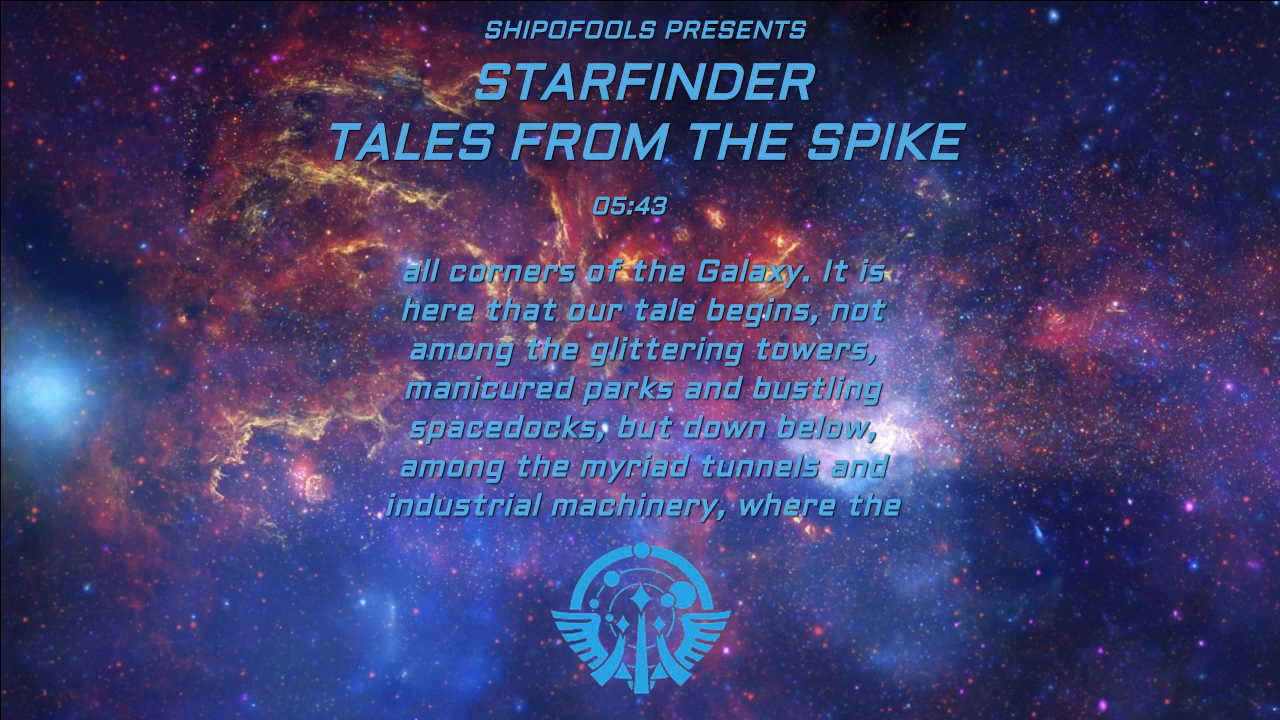 SHIPOFOOLS PRESENTS
STARFINDER
TALES FROM THE SPIKE
05:43
all corners of the Galaxy. It is
here that our tale begins, not
among the glittering towers,
manicured parks and bustling
spacedocks, but down below,
among the myriad tunnels and
industrial machinery, where the